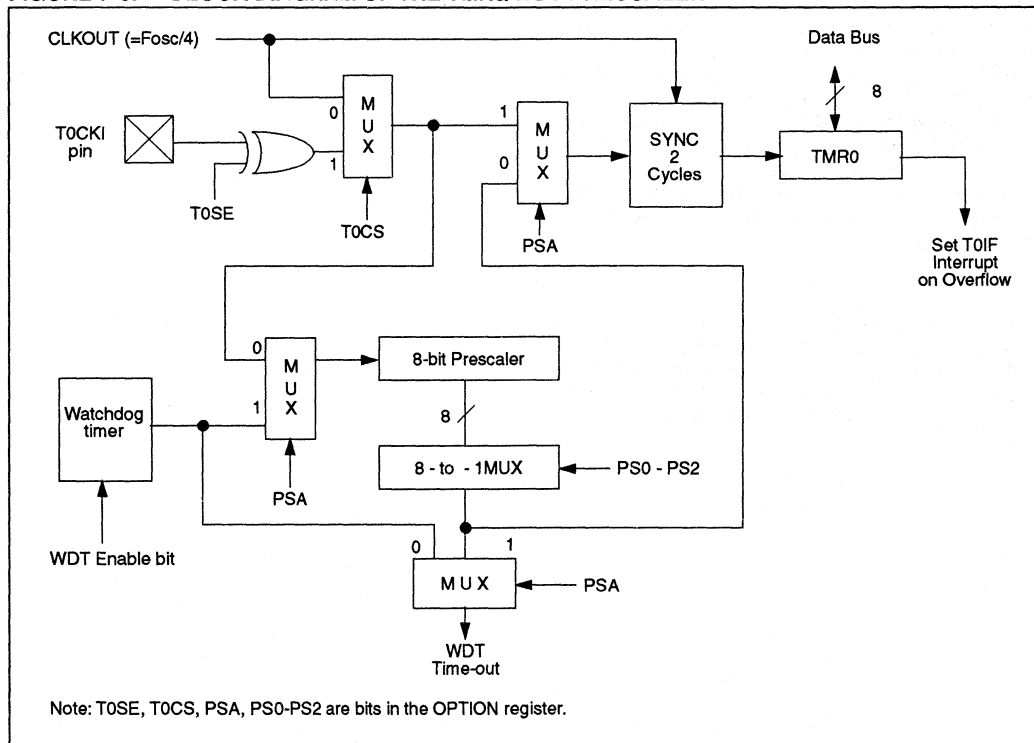 CLKOUT (=Fosc/4)
Data Bus
8
T0CKI
pin
T0SE
0
1
M
U
X
T0CS
1
0
M
U
X
PSA
SYNC
2
Cycles
TMR0
Set T0IF
Interrupt
on Overflow
0
1
M
U
X
PSA
8-bit Prescaler
8
8 - to - 1MUX
PS0 - PS2
Watchdog
timer
WDT Enable bit
0
1
M U X
PSA
WDT
Time-out
Note: T0SE, T0CS, PSA, PS0-PS2 are bits in the OPTION register.